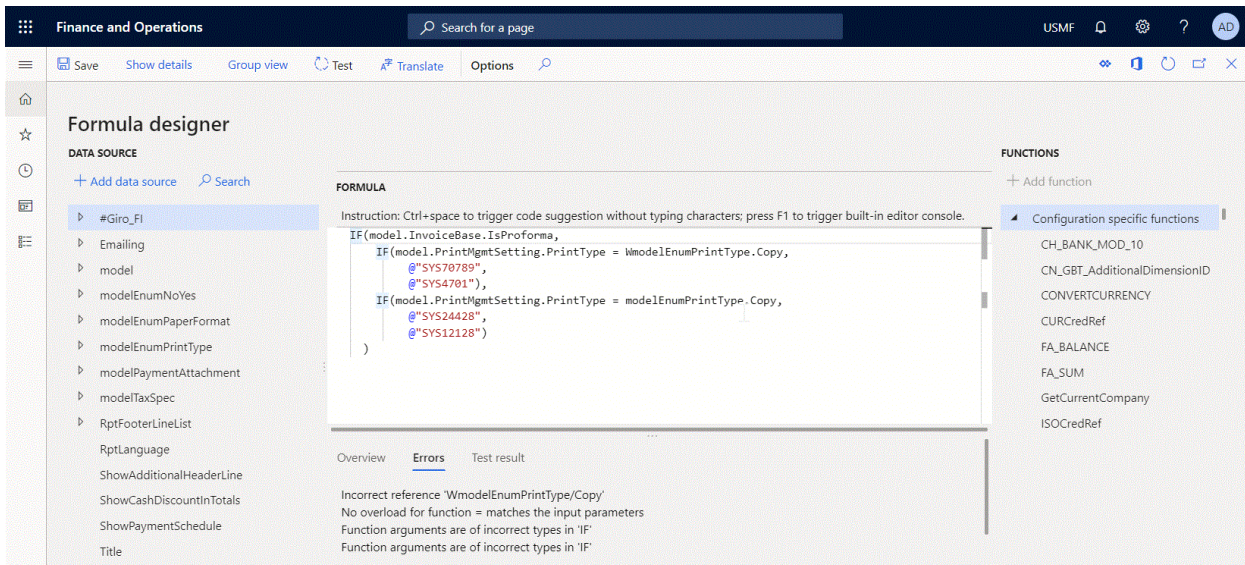 Finance and Operations
Search for a page
USMF
?
AD
Save
Show details
Group view
Test
Translate
Options
Formula designer
DATA SOURCE
+ Add data source
Search
#Giro_FI
Emailing
model
modelEnumNoYes
modelEnumPaperFormat
modelEnumPrintType
modelPaymentAttachment
modelTaxSpec
RptFooterLineList
RptLanguage
ShowAdditionalHeaderLine
ShowCashDiscountInTotals
ShowPaymentSchedule
Title
FORMULA
Instruction: Ctrl+space to trigger code suggestion without typing characters; press F1 to trigger built-in editor console.
IF(model.InvoiceBase.IsProforma,
IF(model.PrintMgmtSetting.PrintType = WmodelEnumPrintType.Copy,
@"SYS70789",
@"SYS4701"),
IF(model.PrintMgmtSetting.PrintType = modelEnumPrintType.Copy,
@"SYS24428",
@"SYS12128")
)
Overview
Errors
Test result
Incorrect reference 'WmodelEnumPrintType/Copy'
No overload for function = matches the input parameters
Function arguments are of incorrect types in 'IF'
Function arguments are of incorrect types in 'IF'
FUNCTIONS
+ Add function
Configuration specific functions
CH_BANK_MOD_10
CN_GBT_AdditionalDimensionID
CONVERTCURRENCY
CURCredRef
FA_BALANCE
FA_SUM
GetCurrentCompany
ISOCredRef